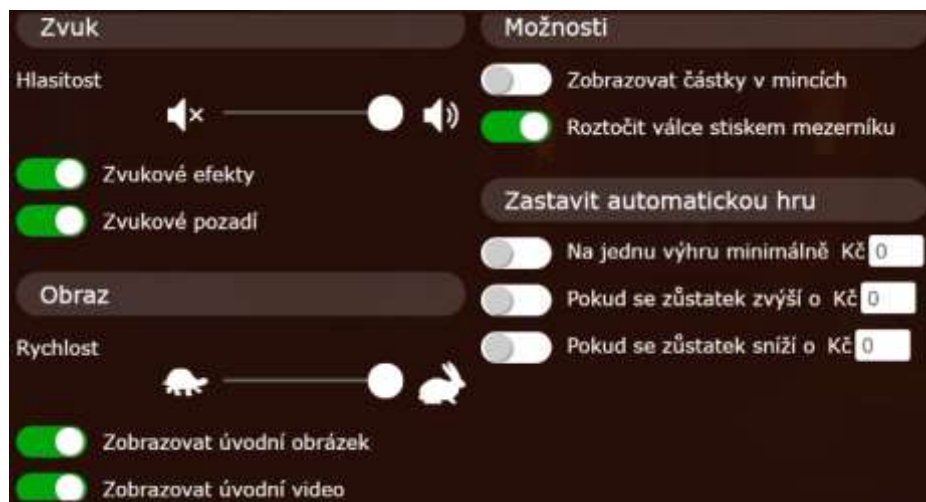 Zvuk
Hlasitost
Zvukové efekty
Zvukové pozadí
Obraz
Rychlost
Zobrazovat úvodní obrázek
Zobrazovat úvodní video
Možnosti
Zobrazovat částky v mincích
Roztočit válce stiskem mezerníku
Zastavit automatickou hru
Na jednu výhru minimálně Kč 0
Pokud se zůstatek zvýší o Kč 0
Pokud se zůstatek sníží o Kč 0